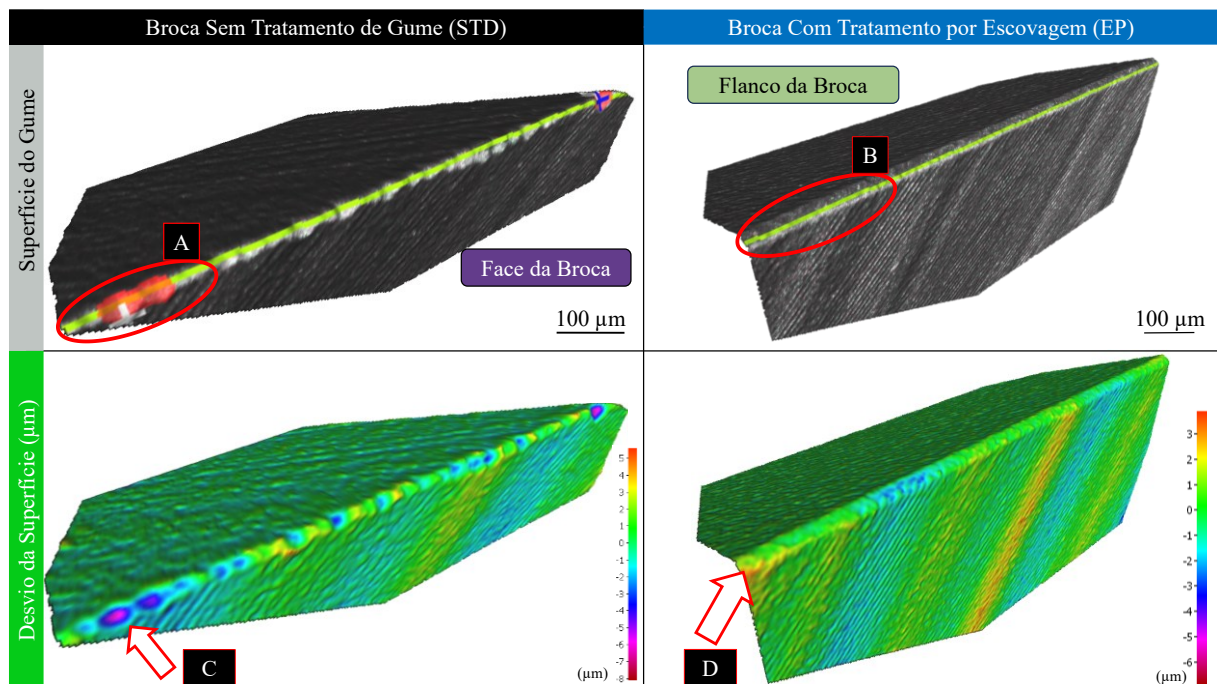 Broca Sem Tratamento de Gume (STD)
Broca Com Tratamento por Escovagem (EP)
Superfície do Gume
A
Face da Broca
100 µm
Flanco da Broca
B
100 µm
Desvio da Superfície (µm)
C
5
4
3
2
1
0
-1
-2
-3
-4
-5
-6
-7
-8
(µm)
D
3
2
1
0
-1
-2
-3
-4
-5
-6
(µm)